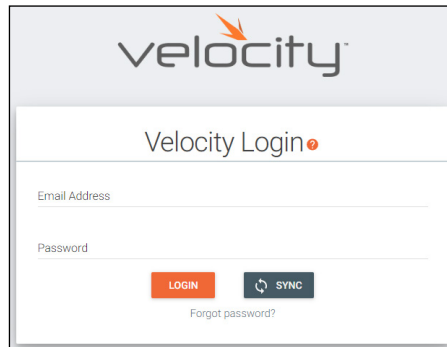 velocity™
Velocity Login ?
Email Address
Password
LOGIN SYNC
Forgot password?